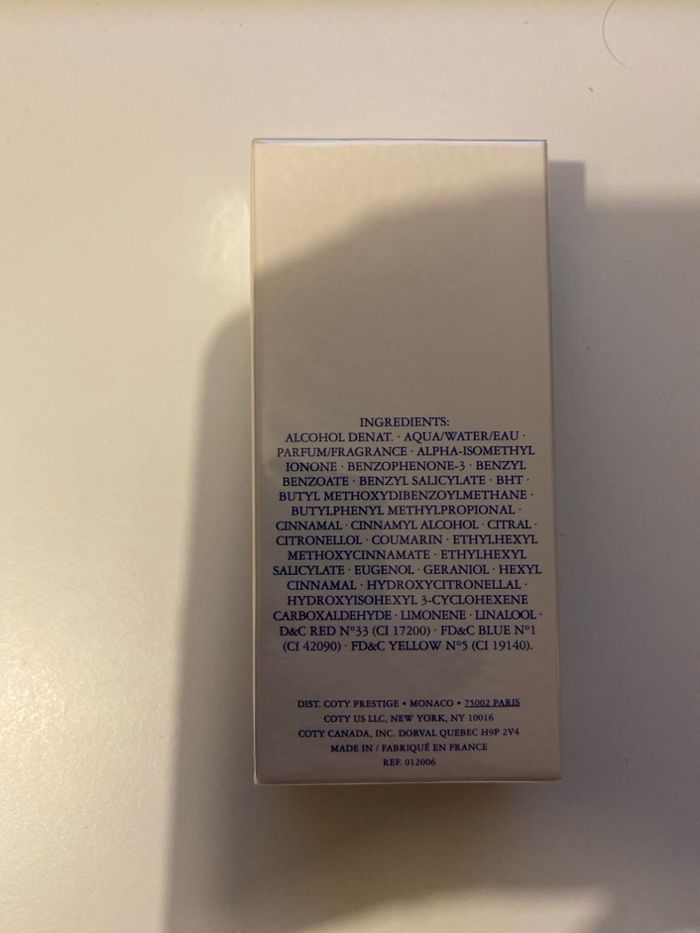 INGREDIENTS:
ALCOHOL DENAT. · AQUA/WATER/EAU ·
PARFUM/FRAGRANCE · ALPHA-ISOMETHYL
IONONE · BENZOPHENONE-3 · BENZYL
BENZOATE · BENZYL SALICYLATE · BHT ·
BUTYL METHOXYDIBENZOYLMETHANE ·
BUTYLPHENYL METHYLPROPIONAL ·
CINNAMAL · CINNAMYL ALCOHOL · CITRAL ·
CITRONELLOL · COUMARIN · ETHYLHEXYL
METHOXYCINNAMATE · ETHYLHEXYL
SALICYLATE · EUGENOL · GERANIOL · HEXYL
CINNAMAL · HYDROXYCITRONELLAL ·
HYDROXYISOHEXYL 3-CYCLOHEXENE
CARBOXALDEHYDE · LIMONENE · LINALOOL ·
D&C RED N°33 (CI 17200) · FD&C BLUE N°1
(CI 42090) · FD&C YELLOW N°5 (CI 19140).
DIST. COTY PRESTIGE • MONACO • 75002 PARIS
COTY US LLC, NEW YORK, NY 10016
COTY CANADA, INC. DORVAL QUEBEC H9P 2V4
MADE IN / FABRIQUÉ EN FRANCE
REF. 012006